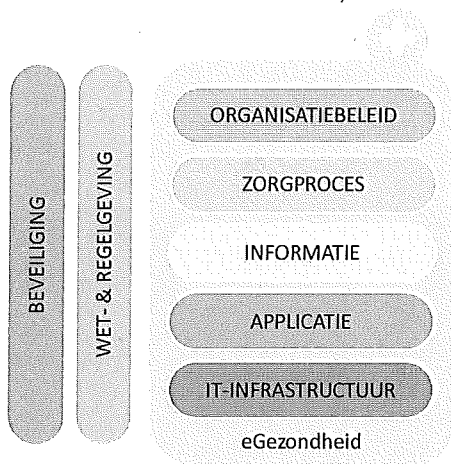 BEVEILIGING
WET- & REGELGEVING
ORGANISATIEBELEID
ZORGPROCES
INFORMATIE
APPLICATIE
IT-INFRASTRUCTUUR
eGezondheid